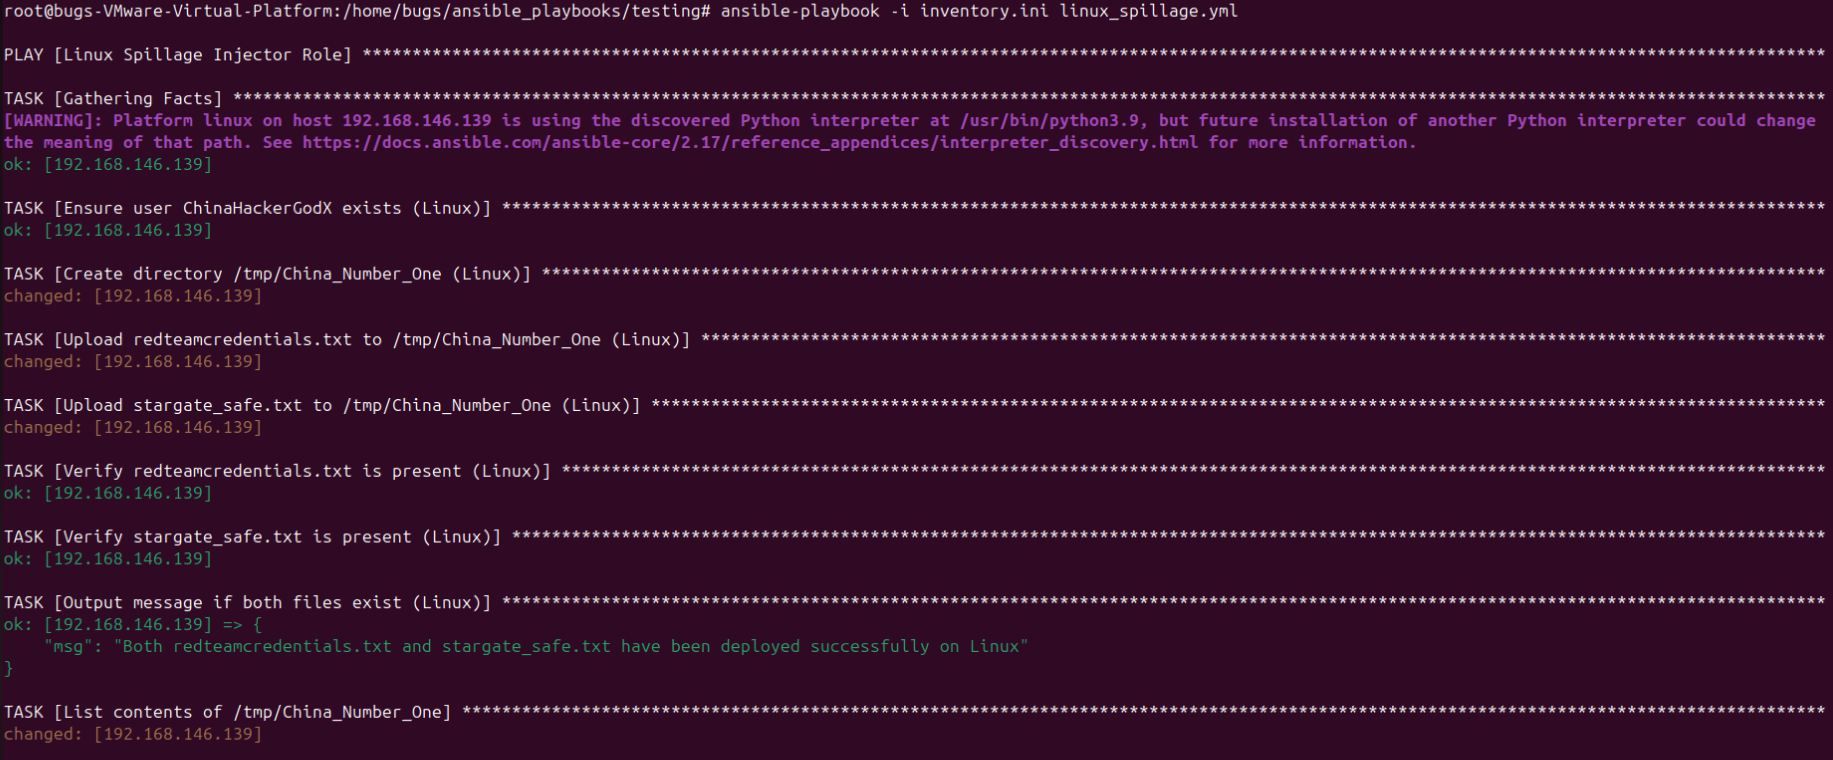 root@bugs-VMware-Virtual-Platform:/home/bugs/ansible_playbooks/testing# ansible-playbook -i inventory.ini linux_spillage.yml
PLAY [Linux Spillage Injector Role] ***************************************************************************************************************************************************
TASK [Gathering Facts] ****************************************************************************************************************************************************************
[WARNING]: Platform linux on host 192.168.146.139 is using the discovered Python interpreter at /usr/bin/python3.9, but future installation of another Python interpreter could change
the meaning of that path. See https://docs.ansible.com/ansible-core/2.17/reference_appendices/interpreter_discovery.html for more information.
ok: [192.168.146.139]
TASK [Ensure user ChinaHackerGodX exists (Linux)] *************************************************************************************************************************************
ok: [192.168.146.139]
TASK [Create directory /tmp/China_Number_One (Linux)] *********************************************************************************************************************************
changed: [192.168.146.139]
TASK [Upload redteamcredentials.txt to /tmp/China_Number_One (Linux)] *****************************************************************************************************************
changed: [192.168.146.139]
TASK [Upload stargate_safe.txt to /tmp/China_Number_One (Linux)] **********************************************************************************************************************
changed: [192.168.146.139]
TASK [Verify redteamcredentials.txt is present (Linux)] *******************************************************************************************************************************
ok: [192.168.146.139]
TASK [Verify stargate_safe.txt is present (Linux)] ************************************************************************************************************************************
ok: [192.168.146.139]
TASK [Output message if both files exist (Linux)] *************************************************************************************************************************************
ok: [192.168.146.139] => {
    "msg": "Both redteamcredentials.txt and stargate_safe.txt have been deployed successfully on Linux"
}
TASK [List contents of /tmp/China_Number_One] *****************************************************************************************************************************************
changed: [192.168.146.139]